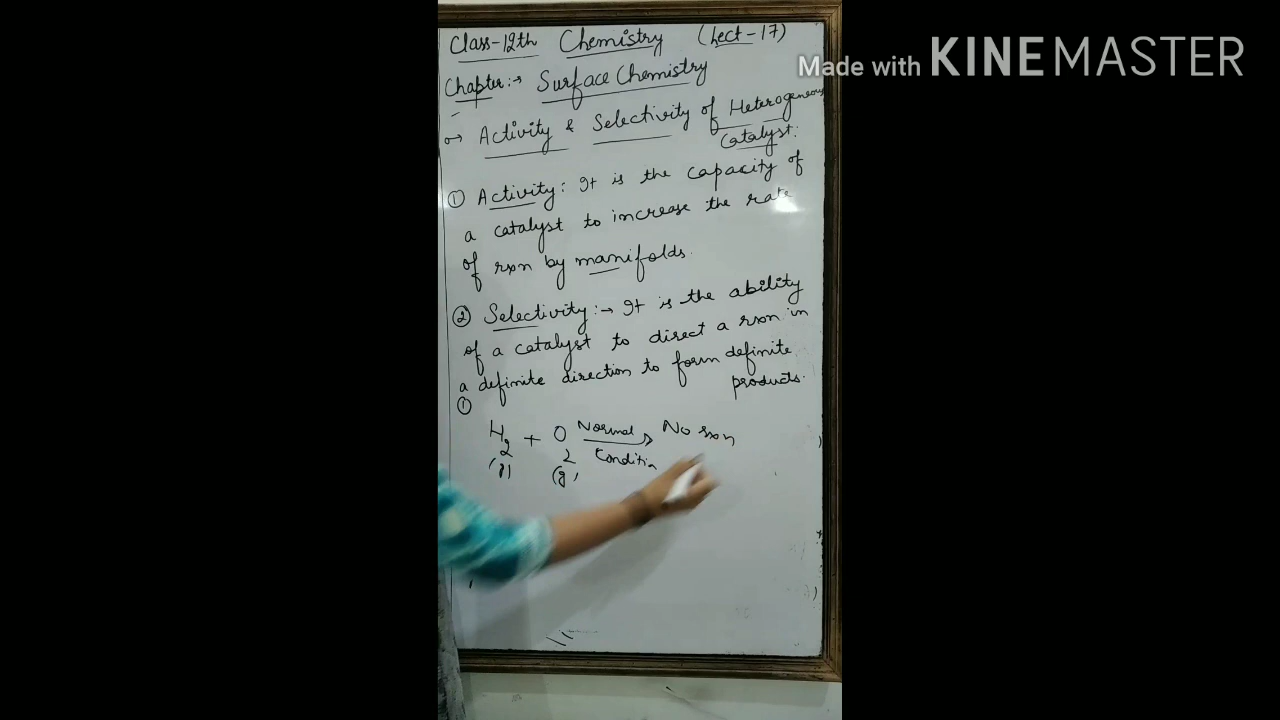 Class-12th Chemistry (Lect-17)
Made with KINEMASTER
Chapter:→ Surface Chemistry
Activity & Selectivity of Heterogeneous
Catalyst:
① Activity: It is the capacity of
a catalyst to increase the rate
of rxn by manifolds.
② Selectivity:→ It is the ability
of a catalyst to direct a rxn in
a definite direction to form definite
products.
①
H2 + O2 Normal → No rxn
(g) (g) Conditio